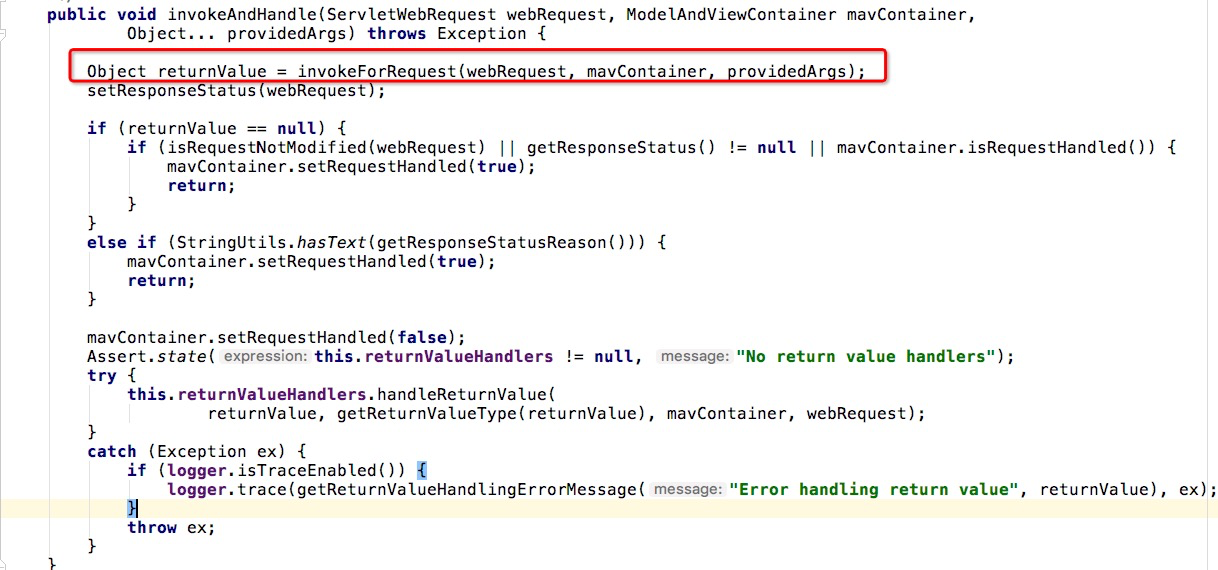 public void invokeAndHandle(ServletWebRequest webRequest, ModelAndViewContainer mavContainer,
        Object... providedArgs) throws Exception {

    Object returnValue = invokeForRequest(webRequest, mavContainer, providedArgs);
    setResponseStatus(webRequest);

    if (returnValue == null) {
        if (isRequestNotModified(webRequest) || getResponseStatus() != null || mavContainer.isRequestHandled()) {
            mavContainer.setRequestHandled(true);
            return;
        }
    }
    else if (StringUtils.hasText(getResponseStatusReason())) {
        mavContainer.setRequestHandled(true);
        return;
    }

    mavContainer.setRequestHandled(false);
    Assert.state( expression: this.returnValueHandlers != null,  message: "No return value handlers");
    try {
        this.returnValueHandlers.handleReturnValue(
                returnValue, getReturnValueType(returnValue), mavContainer, webRequest);
    }
    catch (Exception ex) {
        if (logger.isTraceEnabled()) {
            logger.trace(getReturnValueHandlingErrorMessage( message: "Error handling return value", returnValue), ex);
        }
        throw ex;
    }
}